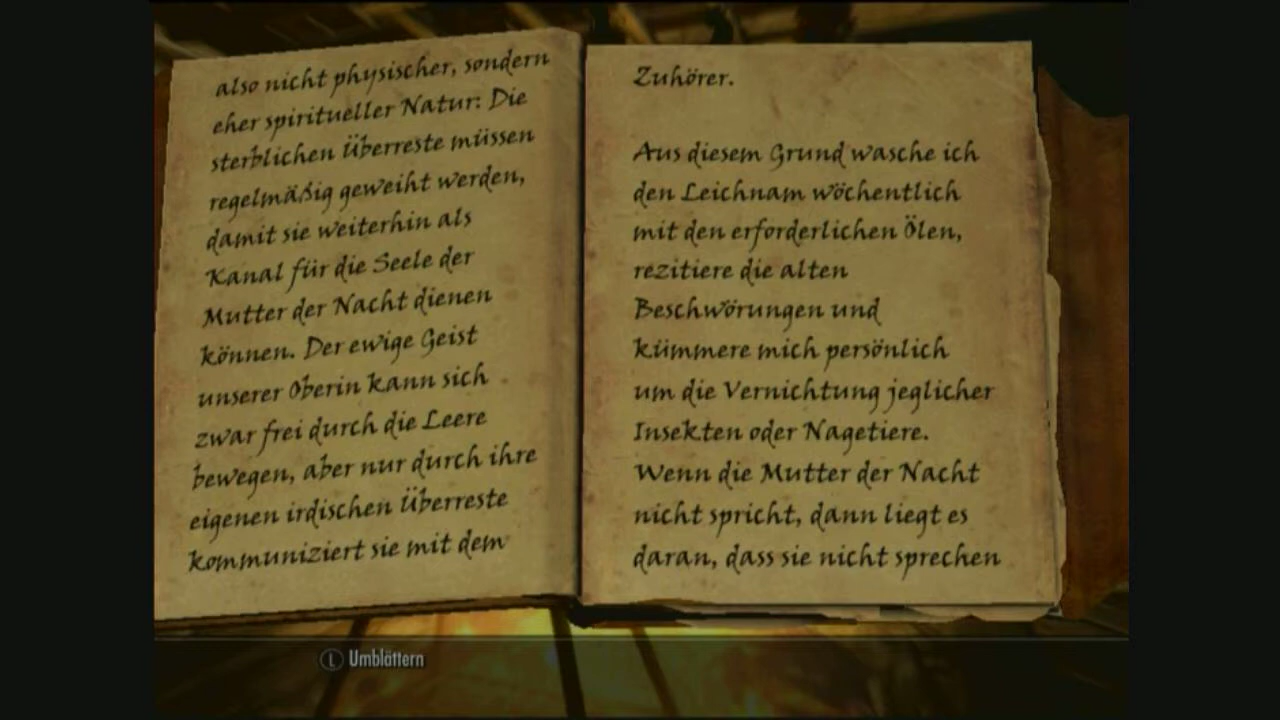 also nicht physischer, sondern
eher spiritueller Natur: Die
sterblichen Überreste müssen
regelmäßig geweiht werden,
damit sie weiterhin als
Kanal für die Seele der
Mutter der Nacht dienen
können. Der ewige Geist
unserer Oberin kann sich
zwar frei durch die Leere
bewegen, aber nur durch ihre
eigenen irdischen Überreste
kommuniziert sie mit dem
Zuhörer.
Aus diesem Grund wasche ich
den Leichnam wöchentlich
mit den erforderlichen Ölen,
rezitiere die alten
Beschwörungen und
kümmere mich persönlich
um die Vernichtung jeglicher
Insekten oder Nagetiere.
Wenn die Mutter der Nacht
nicht spricht, dann liegt es
daran, dass sie nicht sprechen
L Umblättern